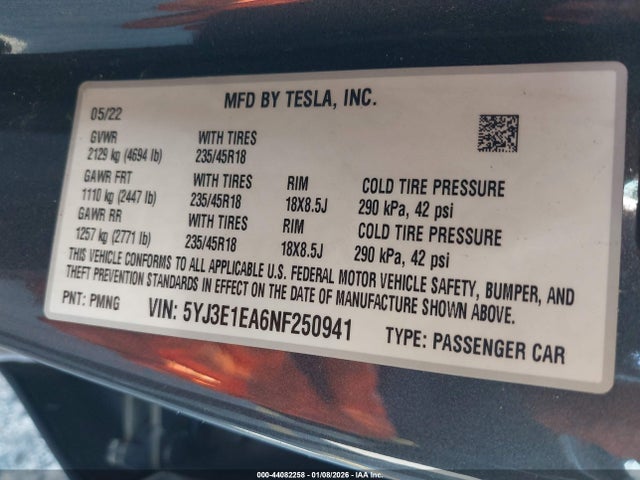 MFD BY TESLA, INC.
05/22
GVWR WITH TIRES
2129 kg (4694 lb) 235/45R18
GAWR FRT WITH TIRES RIM COLD TIRE PRESSURE
1110 kg (2447 lb) 235/45R18 18X8.5J 290 kPa, 42 psi
GAWR RR WITH TIRES RIM COLD TIRE PRESSURE
1257 kg (2771 lb) 235/45R18 18X8.5J 290 kPa, 42 psi
THIS VEHICLE CONFORMS TO ALL APPLICABLE U.S. FEDERAL MOTOR VEHICLE SAFETY, BUMPER, AND
THEFT PREVENTION STANDARDS IN EFFECT ON THE DATE OF MANUFACTURE SHOWN ABOVE.
PNT: PMNG VIN: 5YJ3E1EA6NF250941 TYPE: PASSENGER CAR
000-44082258 - 01/08/2026 - IAA Inc.